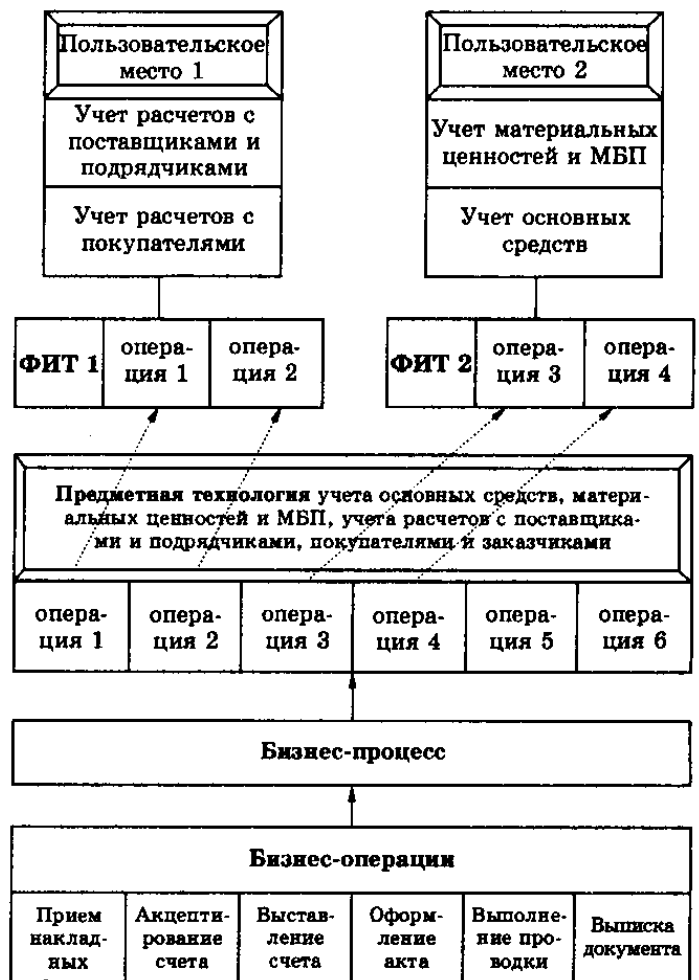 Пользовательское
место 1
Учет расчетов с
поставщиками и
подрядчиками
Учет расчетов с
покупателями
Пользовательское
место 2
Учет материальных
ценностей и МБП
Учет основных
средств
ФИТ 1
опера-
ция 1
опера-
ция 2
ФИТ 2
опера-
ция 3
опера-
ция 4
Предметная технология учета основных средств, матери-
альных ценностей и МБП, учета расчетов с поставщика-
ми и подрядчиками, покупателями и заказчиками
опера-
ция 1
опера-
ция 2
опера-
ция 3
опера-
ция 4
опера-
ция 5
опера-
ция 6
Бизнес-процесс
Бизнес-операции
Прием
наклад-
ных
Акцепти-
рование
счета
Выстав-
ление
счета
Оформ-
ление
акта
Выполне-
ние про-
водки
Выписка
документа